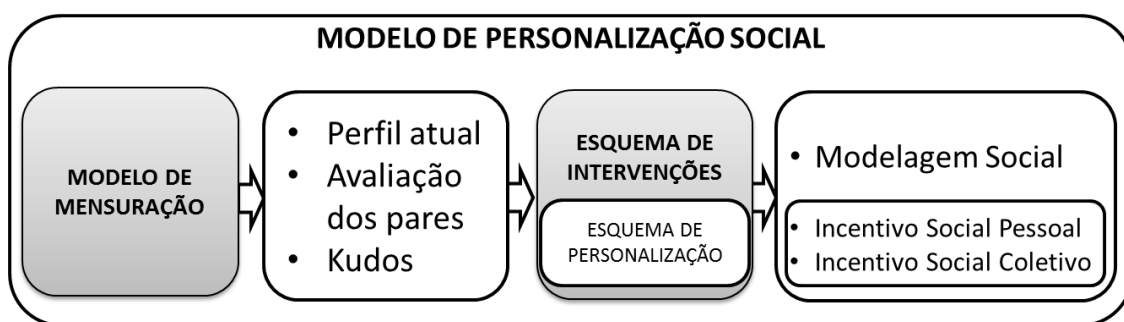 MODELO DE PERSONALIZAÇÃO SOCIAL
MODELO DE
MENSURAÇÃO
• Perfil atual
• Avaliação
dos pares
• Kudos
ESQUEMA DE
INTERVENÇÕES
ESQUEMA DE
PERSONALIZAÇÃO
• Modelagem Social
• Incentivo Social Pessoal
• Incentivo Social Coletivo